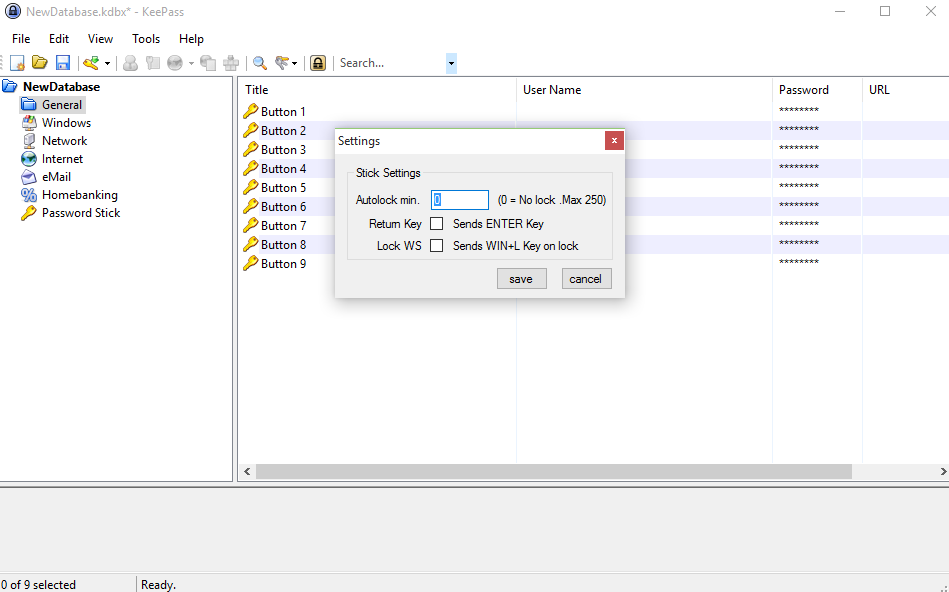 NewDatabase.kdbx* - KeePass
File Edit View Tools Help
Search...
NewDatabase
General
Windows
Network
Internet
eMail
Homebanking
Password Stick
Title User Name Password URL
Button 1 ********
Button 2 ********
Button 3 ********
Button 4 ********
Button 5 ********
Button 6 ********
Button 7 ********
Button 8 ********
Button 9 ********
Settings
x
Stick Settings
Autolock min. 0 (0 = No lock .Max 250)
Return Key Sends ENTER Key
Lock WS Sends WIN+L Key on lock
save cancel
0 of 9 selected Ready.